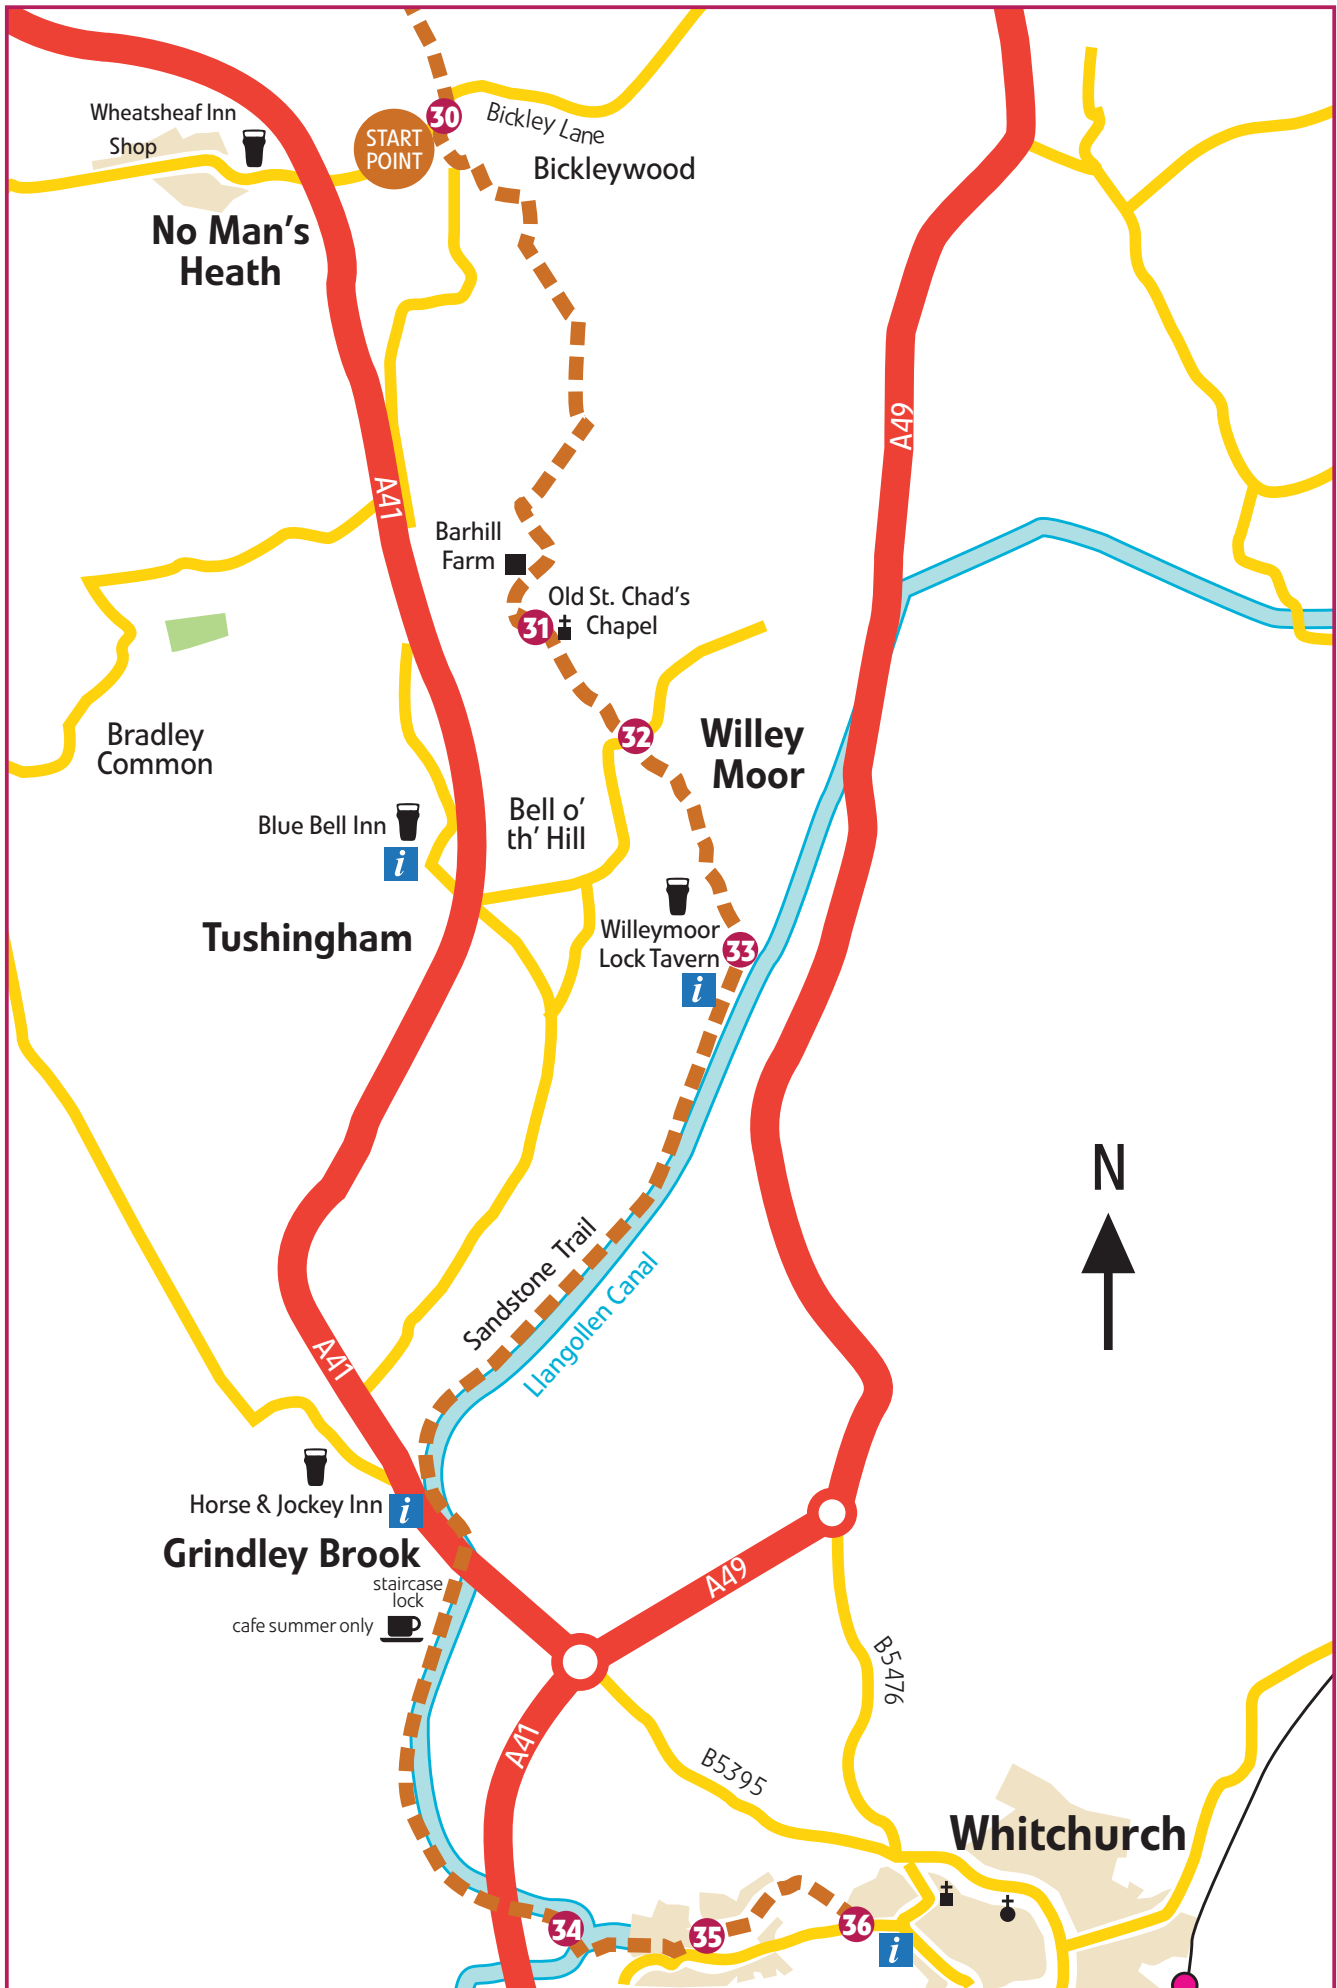 Wheatsheaf Inn
Shop
START
POINT
30
Bickley Lane
Bickleywood
No Man's
Heath
A49
A41
Barhill
Farm
Old St. Chad's
Chapel
31
32
Willey
Moor
Bradley
Common
Bell o'
th' Hill
Blue Bell Inn
i
Tushingham
Willeymoor
Lock Tavern
33
i
N
Sandstone Trail
Llangollen Canal
A41
Horse & Jockey Inn
i
Grindley Brook
staircase
lock
cafe summer only
A49
B5476
A41
B5395
Whitchurch
34
35
36
i